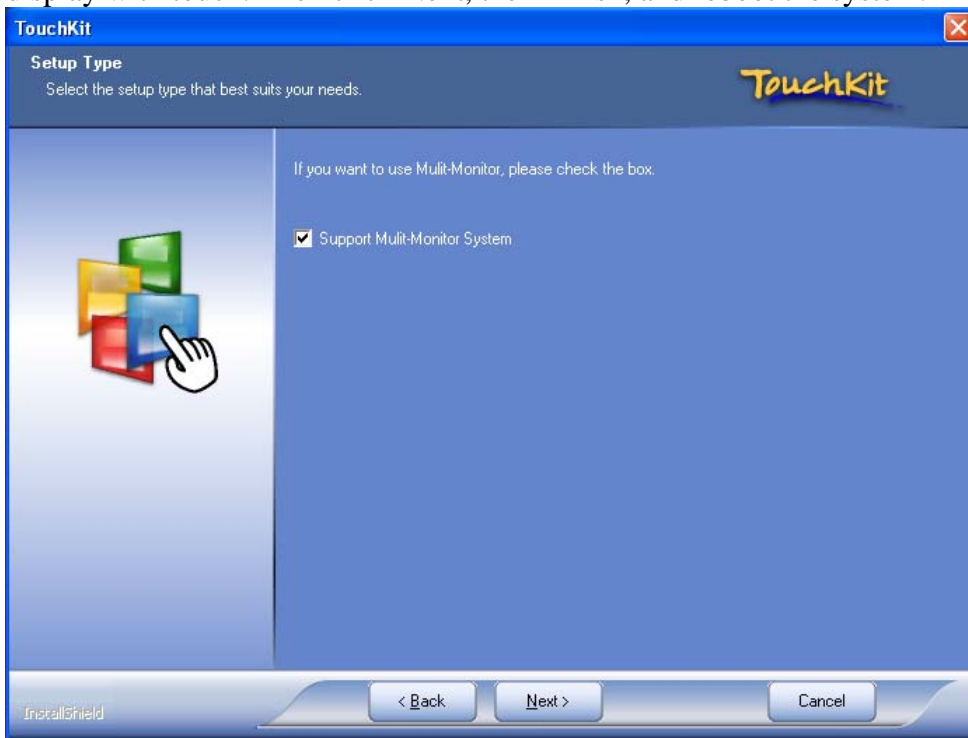 TouchKit
Setup Type
Select the setup type that best suits your needs.
TouchKit
If you want to use Mulit-Monitor, please check the box.
Support Mulit-Monitor System
InstallShield
< Back
Next >
Cancel